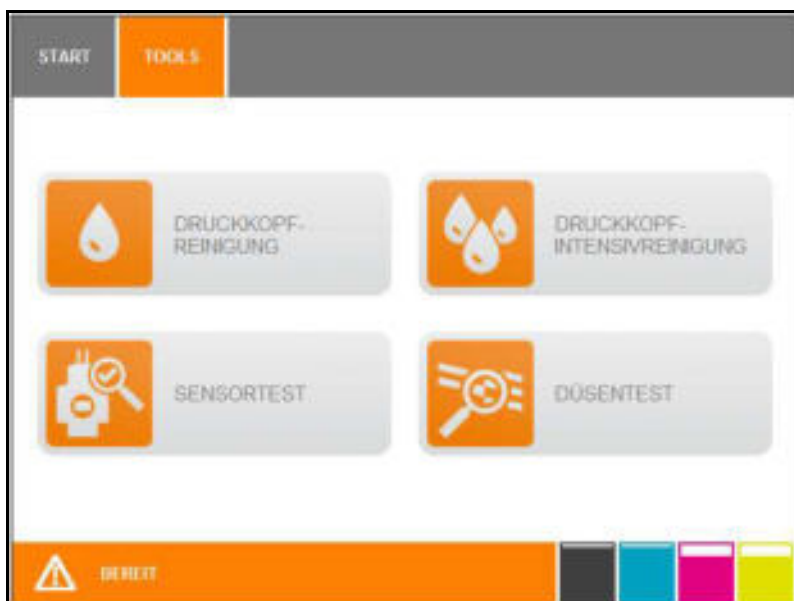 START
TOOLS
DRUCKKOPF-
REINIGUNG
DRUCKKOPF-
INTENSIVREINIGUNG
SENSORTEST
DÜSENTEST
BEREIT